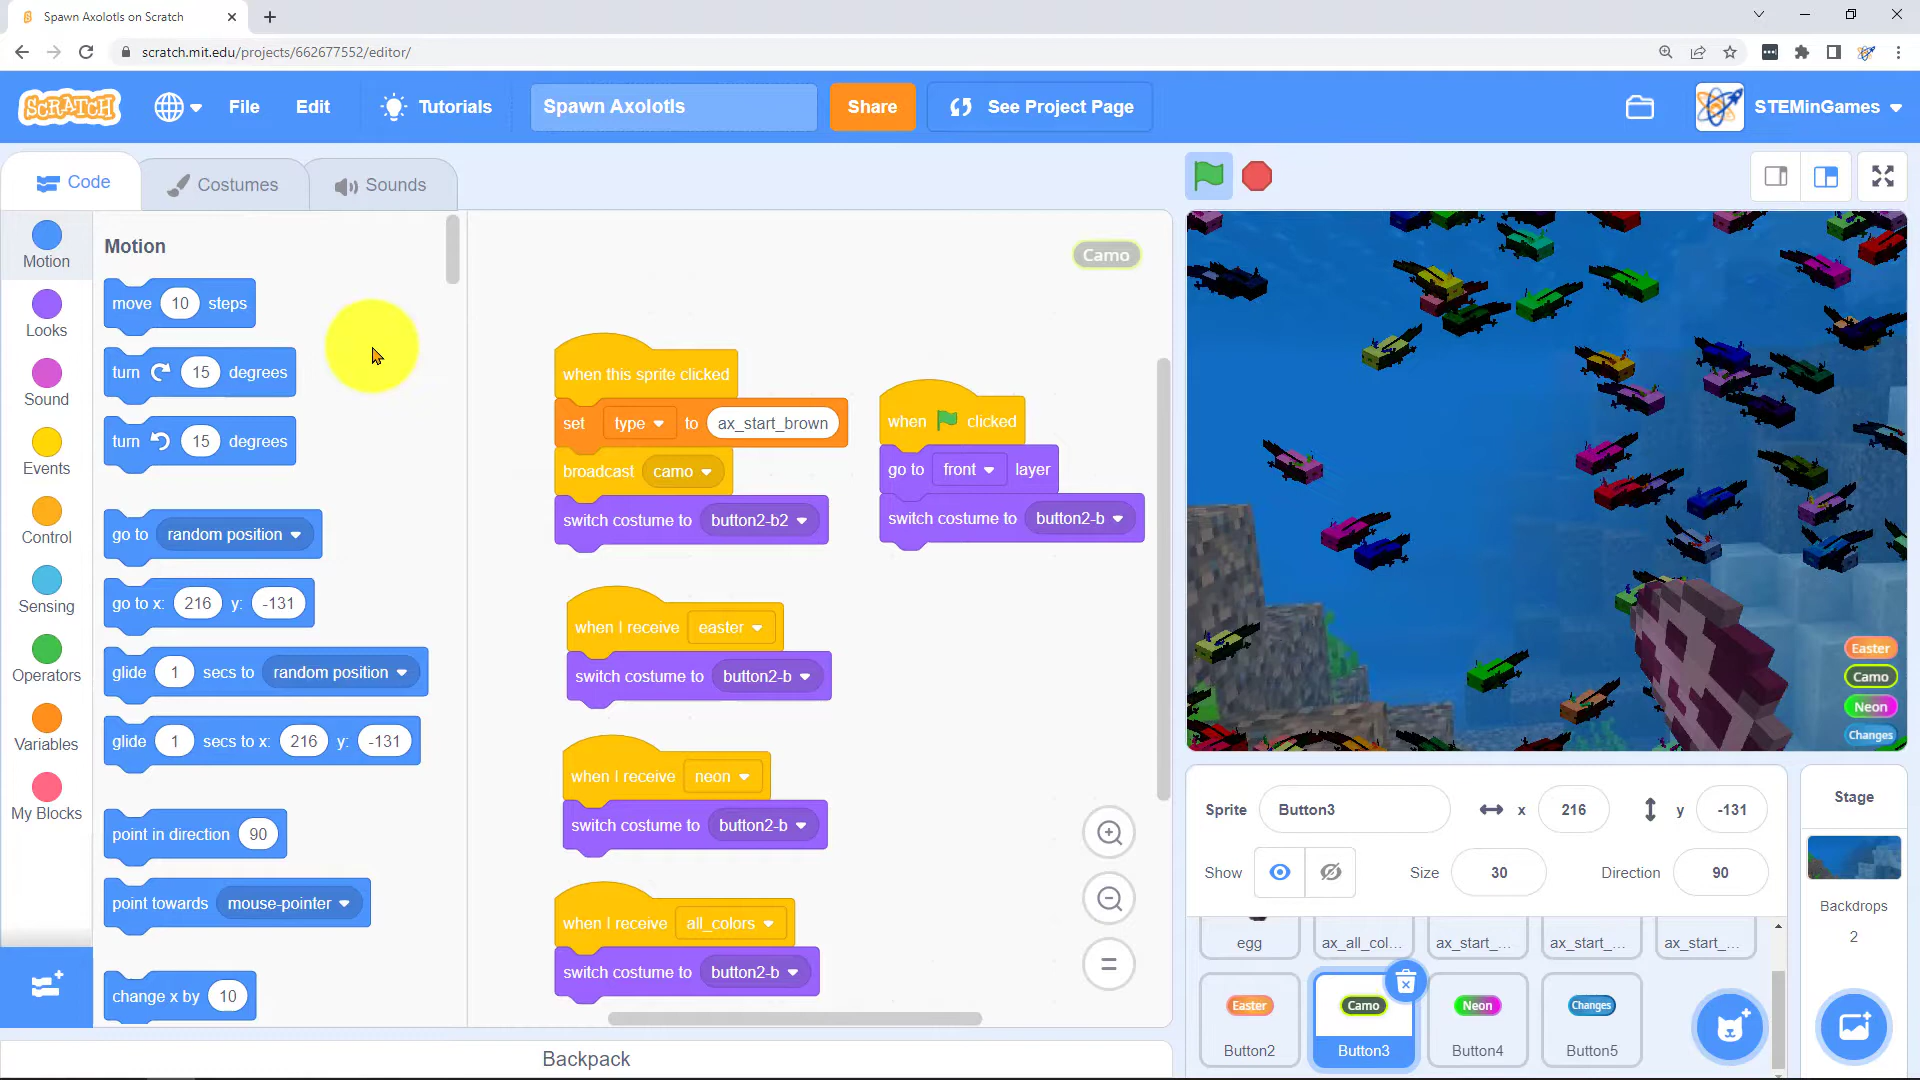 Spawn Axolotls on Scratch
scratch.mit.edu/projects/662677552/editor/
SCRATCH
File
Edit
Tutorials
Spawn Axolotls
Share
See Project Page
STEMinGames
Code
Costumes
Sounds
Motion
Looks
Sound
Events
Control
Sensing
Operators
Variables
My Blocks
Motion
move 10 steps
turn 15 degrees
turn 15 degrees
go to random position
go to x: 216 y: -131
glide 1 secs to random position
glide 1 secs to x: 216 y: -131
point in direction 90
point towards mouse-pointer
change x by 10
Camo
when this sprite clicked
set type to ax_start_brown
broadcast camo
switch costume to button2-b2
when clicked
go to front layer
switch costume to button2-b
when I receive easter
switch costume to button2-b
when I receive neon
switch costume to button2-b
when I receive all_colors
switch costume to button2-b
Backpack
Easter
Camo
Neon
Changes
Sprite Button3 x 216 y -131
Show Size 30 Direction 90
egg
ax_all_col...
ax_start_...
ax_start_...
ax_start_...
Easter
Button2
Camo
Button3
Neon
Button4
Changes
Button5
Stage
Backdrops
2